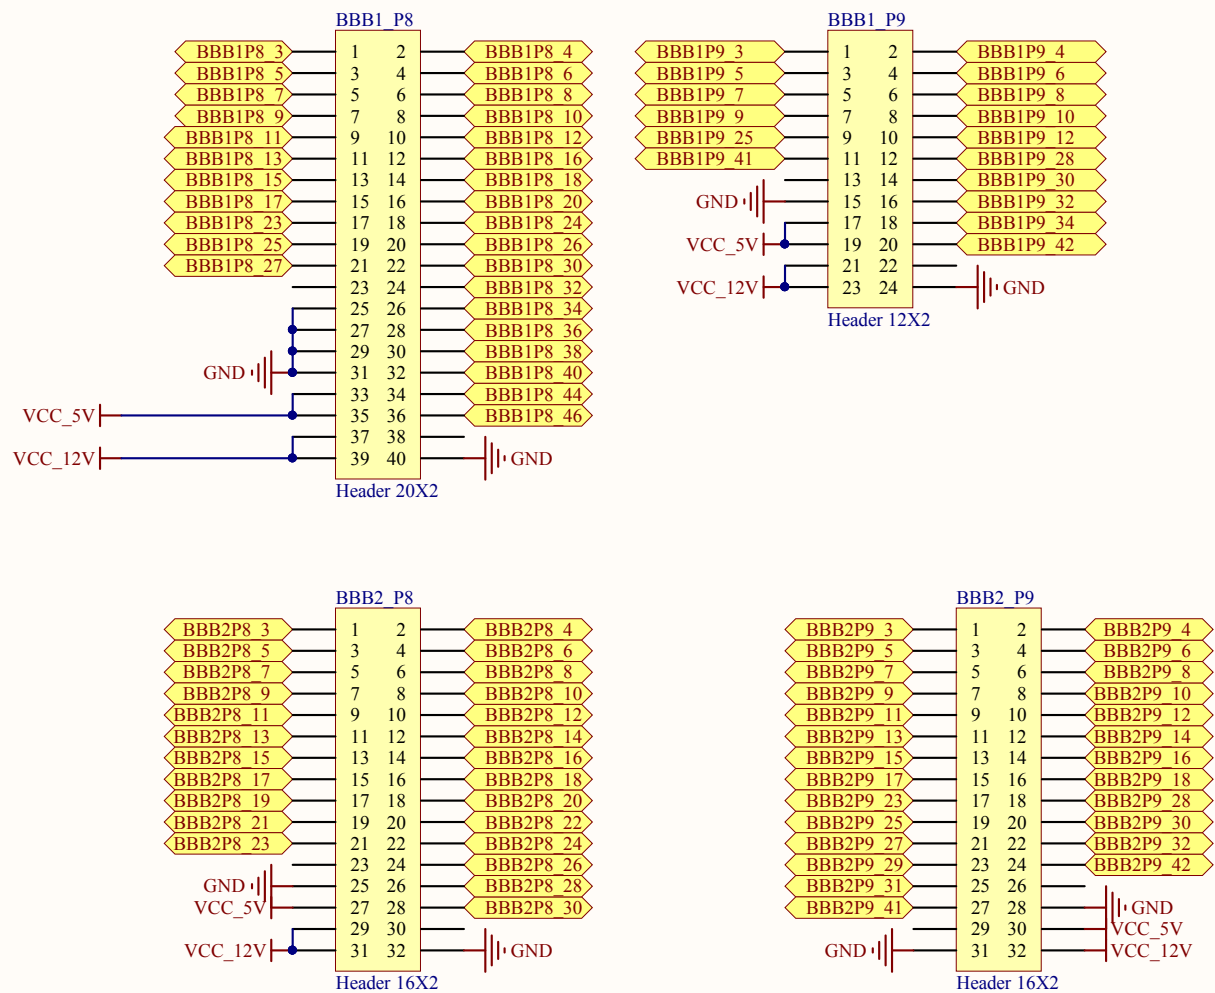 BBB1_P8 BBB1_P9
BBB1P8_3 1 2 BBB1P8_4 BBB1P9_3 1 2 BBB1P9_4
BBB1P8_5 3 4 BBB1P8_6 BBB1P9_5 3 4 BBB1P9_6
BBB1P8_7 5 6 BBB1P8_8 BBB1P9_7 5 6 BBB1P9_8
BBB1P8_9 7 8 BBB1P8_10 BBB1P9_9 7 8 BBB1P9_10
BBB1P8_11 9 10 BBB1P8_12 BBB1P9_25 9 10 BBB1P9_12
BBB1P8_13 11 12 BBB1P8_16 BBB1P9_41 11 12 BBB1P9_28
BBB1P8_15 13 14 BBB1P8_18 13 14 BBB1P9_30
BBB1P8_17 15 16 BBB1P8_20 GND 15 16 BBB1P9_32
BBB1P8_23 17 18 BBB1P8_24 17 18 BBB1P9_34
BBB1P8_25 19 20 BBB1P8_26 VCC_5V 19 20 BBB1P9_42
BBB1P8_27 21 22 BBB1P8_30 21 22
23 24 BBB1P8_32 VCC_12V 23 24 GND
25 26 BBB1P8_34 Header 12X2
27 28 BBB1P8_36
29 30 BBB1P8_38
GND 31 32 BBB1P8_40
33 34 BBB1P8_44
VCC_5V 35 36 BBB1P8_46
37 38
VCC_12V 39 40 GND
Header 20X2
BBB2_P8 BBB2_P9
BBB2P8_3 1 2 BBB2P8_4 BBB2P9_3 1 2 BBB2P9_4
BBB2P8_5 3 4 BBB2P8_6 BBB2P9_5 3 4 BBB2P9_6
BBB2P8_7 5 6 BBB2P8_8 BBB2P9_7 5 6 BBB2P9_8
BBB2P8_9 7 8 BBB2P8_10 BBB2P9_9 7 8 BBB2P9_10
BBB2P8_11 9 10 BBB2P8_12 BBB2P9_11 9 10 BBB2P9_12
BBB2P8_13 11 12 BBB2P8_14 BBB2P9_13 11 12 BBB2P9_14
BBB2P8_15 13 14 BBB2P8_16 BBB2P9_15 13 14 BBB2P9_16
BBB2P8_17 15 16 BBB2P8_18 BBB2P9_17 15 16 BBB2P9_18
BBB2P8_19 17 18 BBB2P8_20 BBB2P9_23 17 18 BBB2P9_28
BBB2P8_21 19 20 BBB2P8_22 BBB2P9_25 19 20 BBB2P9_30
BBB2P8_23 21 22 BBB2P8_24 BBB2P9_27 21 22 BBB2P9_32
23 24 BBB2P8_26 BBB2P9_29 23 24 BBB2P9_42
GND 25 26 BBB2P8_28 BBB2P9_31 25 26
VCC_5V 27 28 BBB2P8_30 BBB2P9_41 27 28 GND
29 30 29 30 VCC_5V
VCC_12V 31 32 GND GND 31 32 VCC_12V
Header 16X2 Header 16X2